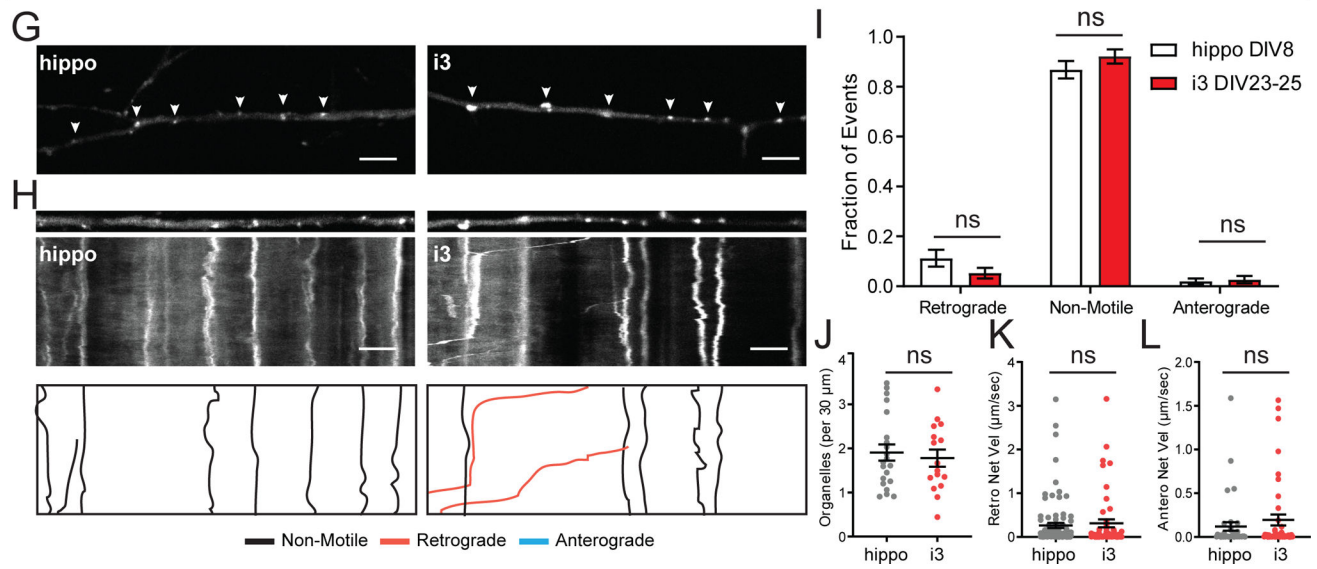 G
hippo
i3
H
hippo
i3
Non-Motile
Retrograde
Anterograde
I
ns
hippo DIV8
i3 DIV23-25
Fraction of Events
1.0
0.8
0.6
0.4
0.2
0.0
ns
ns
Retrograde
Non-Motile
Anterograde
J
ns
Organelles (per 30 µm)
4
3
2
1
0
hippo
i3
K
ns
Retro Net Vel (µm/sec)
4
3
2
1
0
hippo
i3
L
ns
Antero Net Vel (µm/sec)
2.0
1.5
1.0
0.5
0.0
hippo
i3